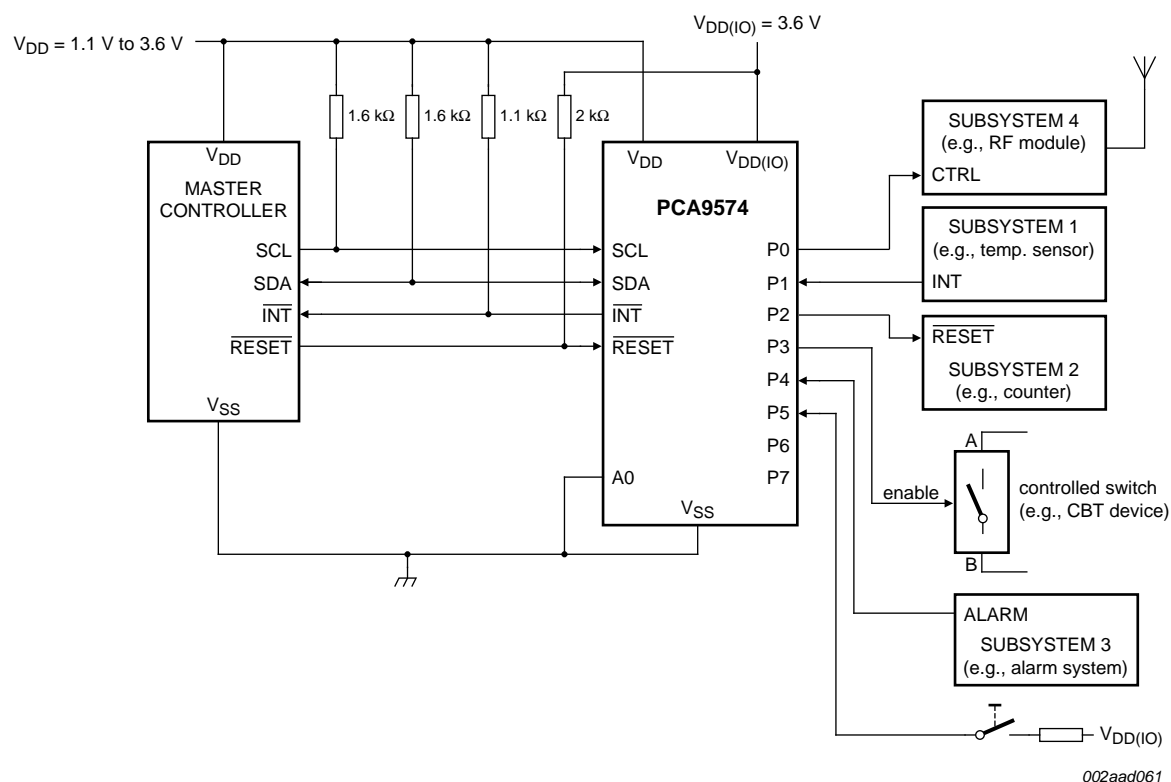 V_DD = 1.1 V to 3.6 V
V_DD(IO) = 3.6 V
1.6 kΩ
1.6 kΩ
1.1 kΩ
2 kΩ
V_DD
MASTER
CONTROLLER
SCL
SDA
INT
RESET
V_SS
V_DD
V_DD(IO)
PCA9574
SCL
SDA
INT
RESET
A0
V_SS
P0
P1
P2
P3
P4
P5
P6
P7
SUBSYSTEM 4
(e.g., RF module)
CTRL
SUBSYSTEM 1
(e.g., temp. sensor)
INT
RESET
SUBSYSTEM 2
(e.g., counter)
A
enable
B
controlled switch
(e.g., CBT device)
ALARM
SUBSYSTEM 3
(e.g., alarm system)
V_DD(IO)
002aad061